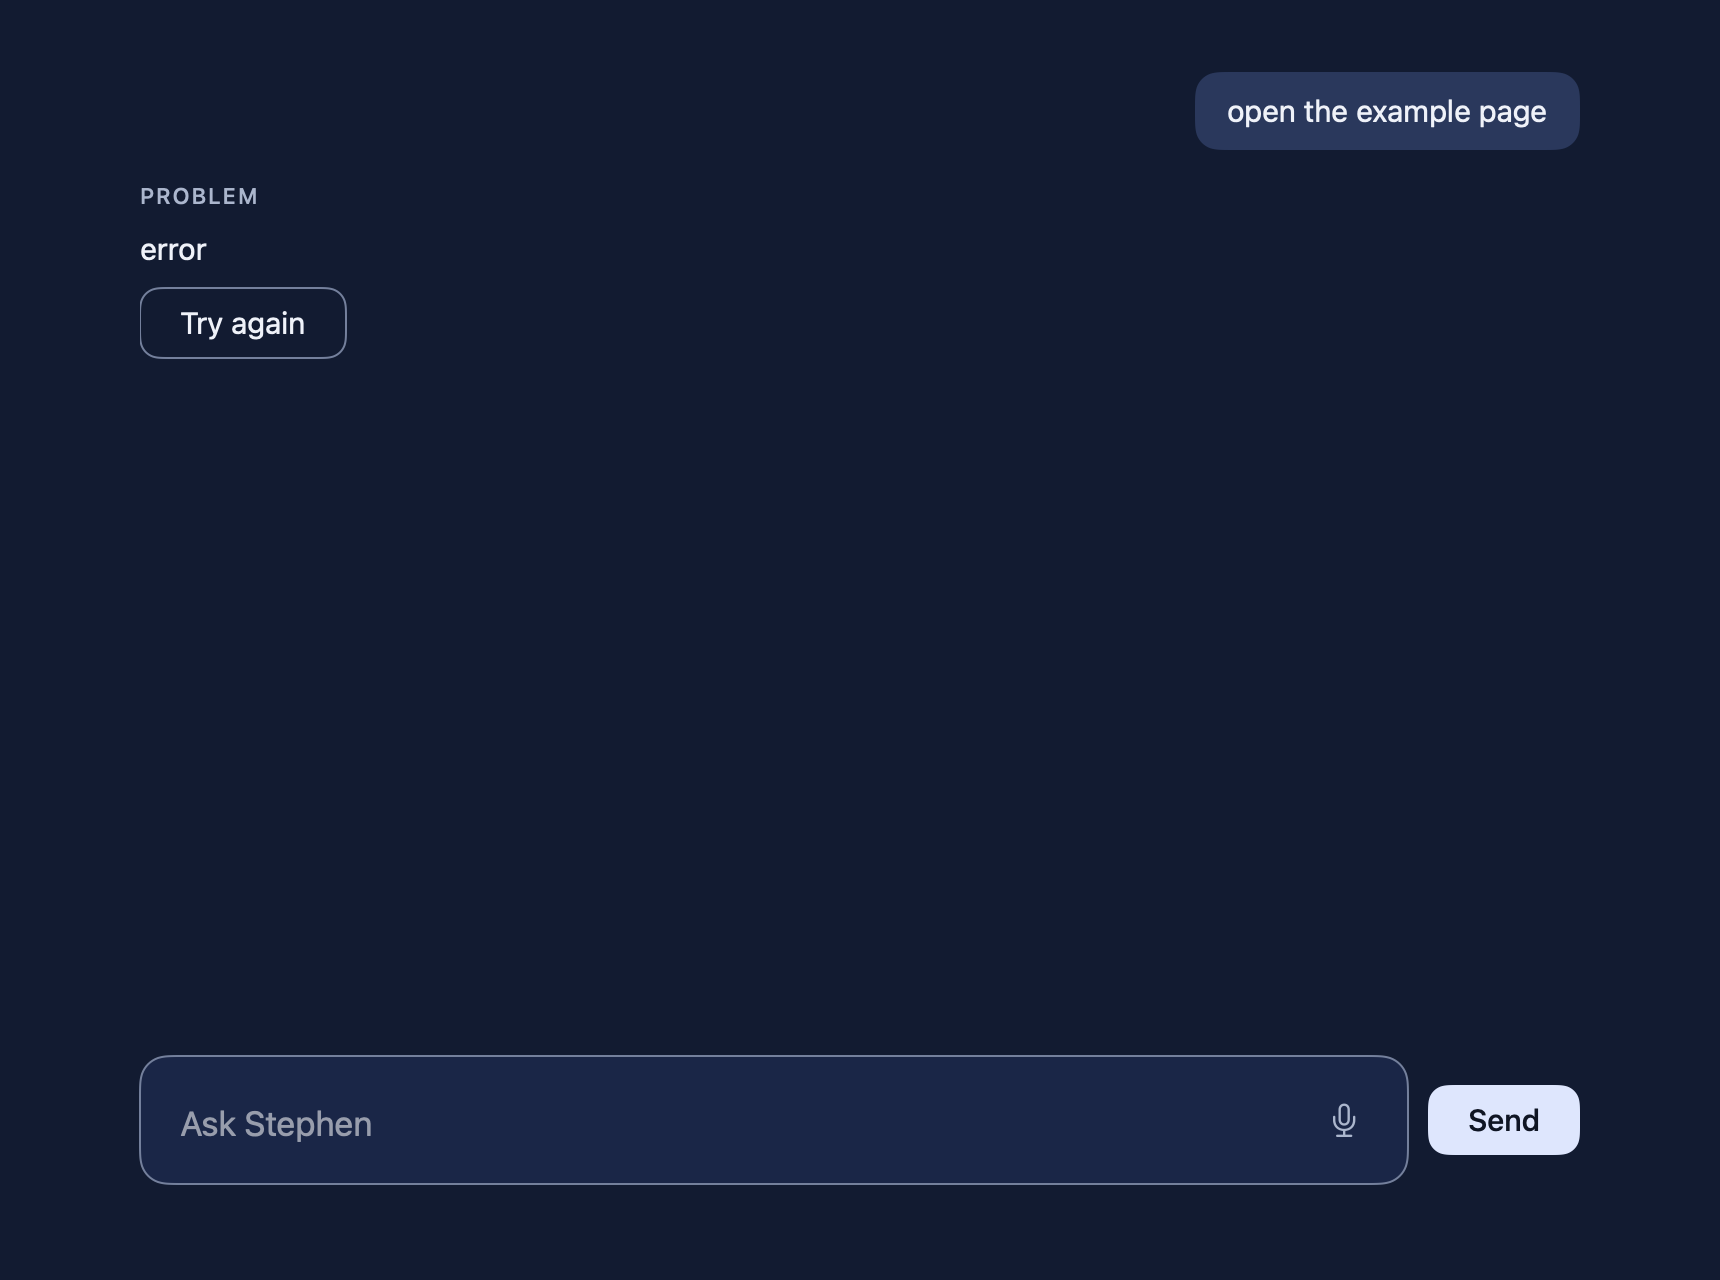 open the example page
PROBLEM
error
Try again
Ask Stephen
Send